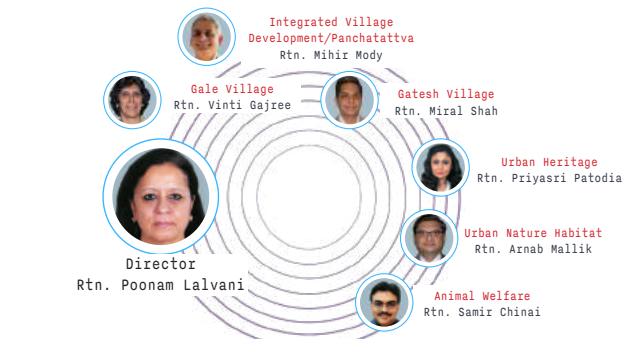 Integrated Village
Development/Panchatattva
Rtn. Mihir Mody
Gale Village
Rtn. Vinti Gajree
Gatesh Village
Rtn. Miral Shah
Urban Heritage
Rtn. Priyasri Patodia
Urban Nature Habitat
Rtn. Arnab Mallik
Director
Rtn. Poonam Lalvani
Animal Welfare
Rtn. Samir Chinai